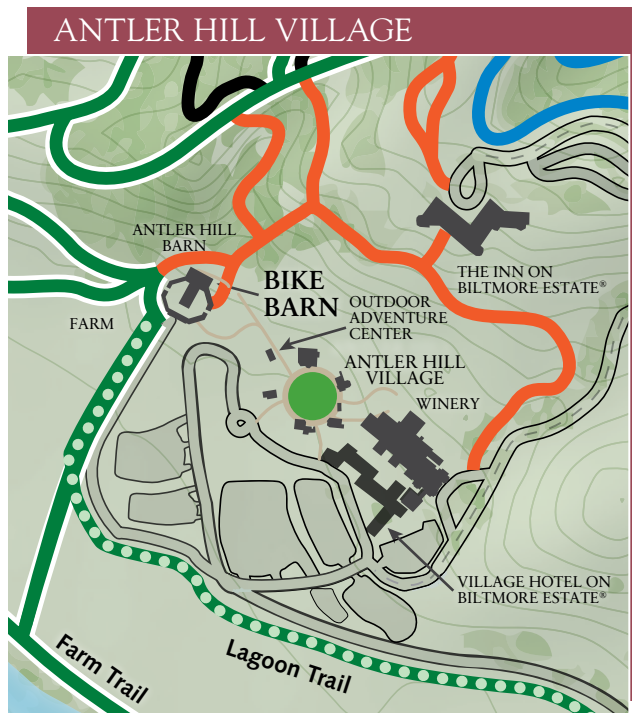 ANTLER HILL VILLAGE
ANTLER HILL
BARN
BIKE
BARN
THE INN ON
BILTMORE ESTATE®
OUTDOOR
ADVENTURE
CENTER
FARM
ANTLER HILL
VILLAGE
WINERY
VILLAGE HOTEL ON
BILTMORE ESTATE®
Farm Trail
Lagoon Trail